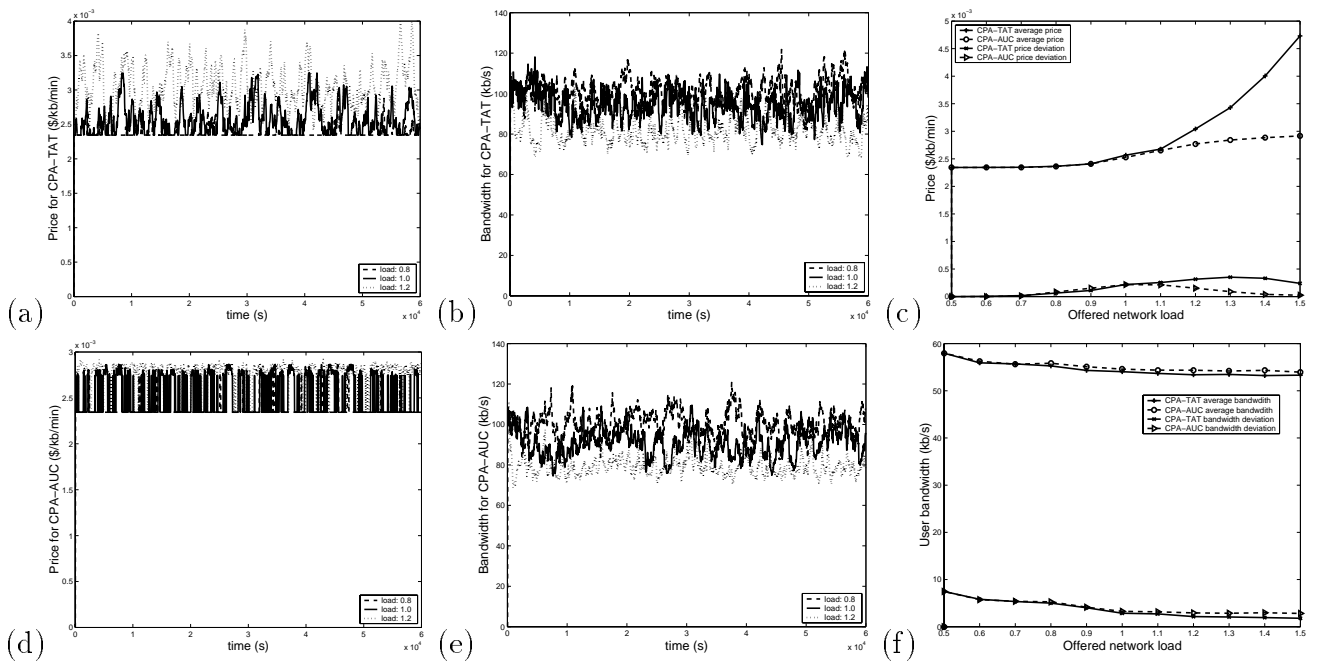 x 10⁻³
4
3.5
3
2.5
2
1.5
1
0.5
0
Price for CPA–TAT ($/kb/min)
load: 0.8
load: 1.0
load: 1.2
0 1 2 3 4 5 6
x 10⁴
time (s)
(a)
140
120
100
80
60
40
20
0
Bandwidth for CPA–TAT (kb/s)
load: 0.8
load: 1.0
load: 1.2
0 1 2 3 4 5 6
x 10⁴
time (s)
(b)
x 10⁻³
5
4.5
4
3.5
3
2.5
2
1.5
1
0.5
0
Price ($/kb/min)
CPA–TAT average price
CPA–AUC average price
CPA–TAT price deviation
CPA–AUC price deviation
0.5 0.6 0.7 0.8 0.9 1.0 1.1 1.2 1.3 1.4 1.5
Offered network load
(c)
x 10⁻³
3
2.5
2
1.5
1
0.5
0
Price for CPA–AUC ($/kb/min)
load: 0.8
load: 1.0
load: 1.2
0 1 2 3 4 5 6
x 10⁴
time (s)
(d)
140
120
100
80
60
40
20
0
Bandwidth for CPA–AUC (kb/s)
load: 0.8
load: 1.0
load: 1.2
0 1 2 3 4 5 6
x 10⁴
time (s)
(e)
60
50
40
30
20
10
0
User bandwidth (kb/s)
CPA–TAT average bandwdith
CPA–AUC average bandwdith
CPA–TAT bandwidth deviation
CPA–AUC bandwidth deviation
0.5 0.6 0.7 0.8 0.9 1.0 1.1 1.2 1.3 1.4 1.5
Offered network load
(f)